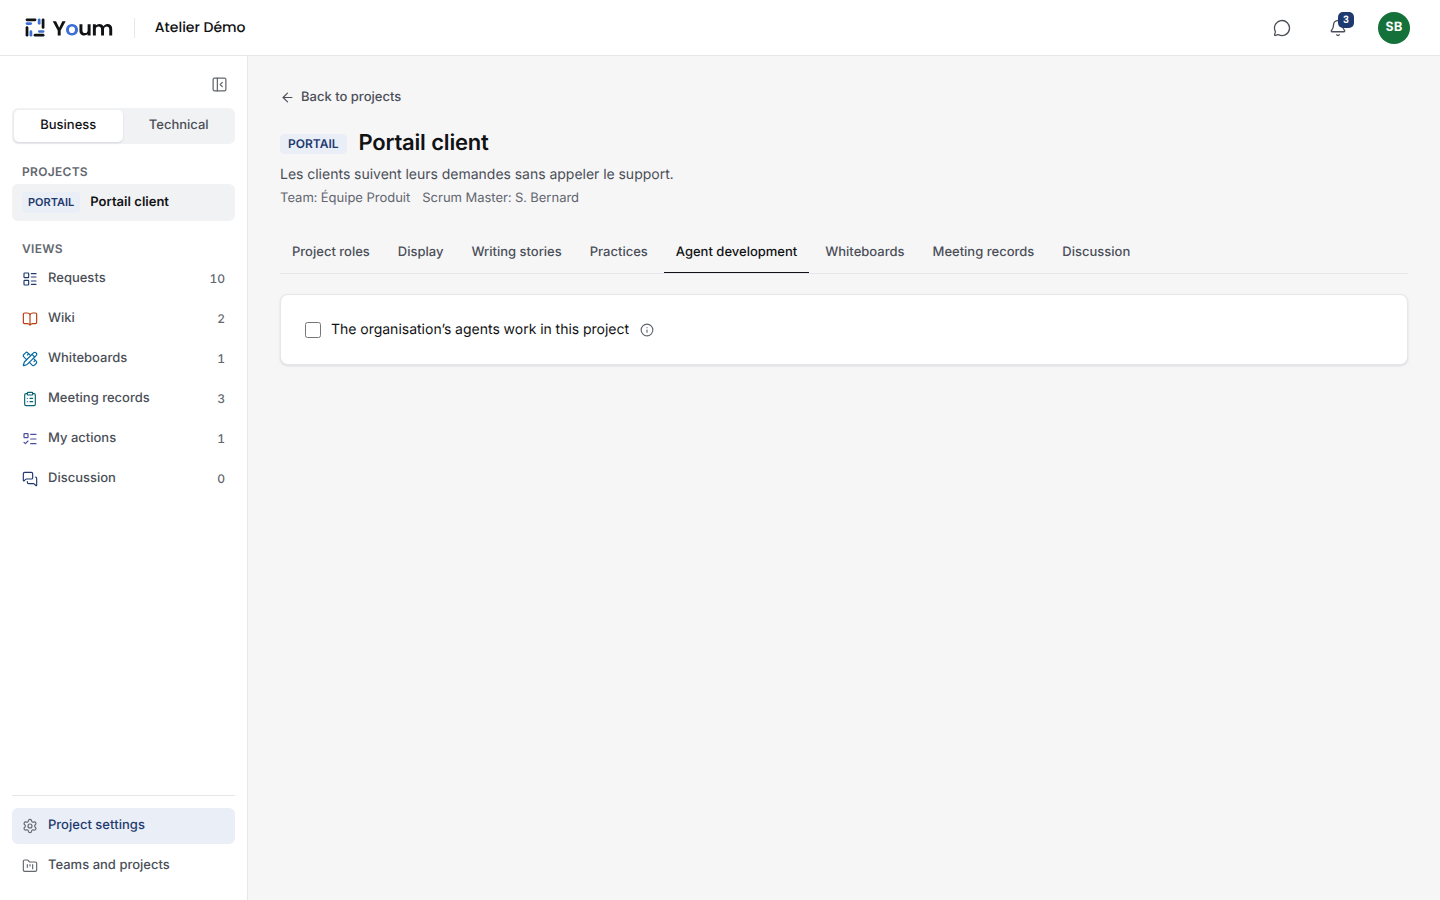 Youm
Atelier Démo
3
SB
Business
Technical
PROJECTS
PORTAIL Portail client
VIEWS
Requests 10
Wiki 2
Whiteboards 1
Meeting records 3
My actions 1
Discussion 0
Project settings
Teams and projects
Back to projects
PORTAIL Portail client
Les clients suivent leurs demandes sans appeler le support.
Team: Équipe Produit Scrum Master: S. Bernard
Project roles Display Writing stories Practices Agent development Whiteboards Meeting records Discussion
The organisation’s agents work in this project